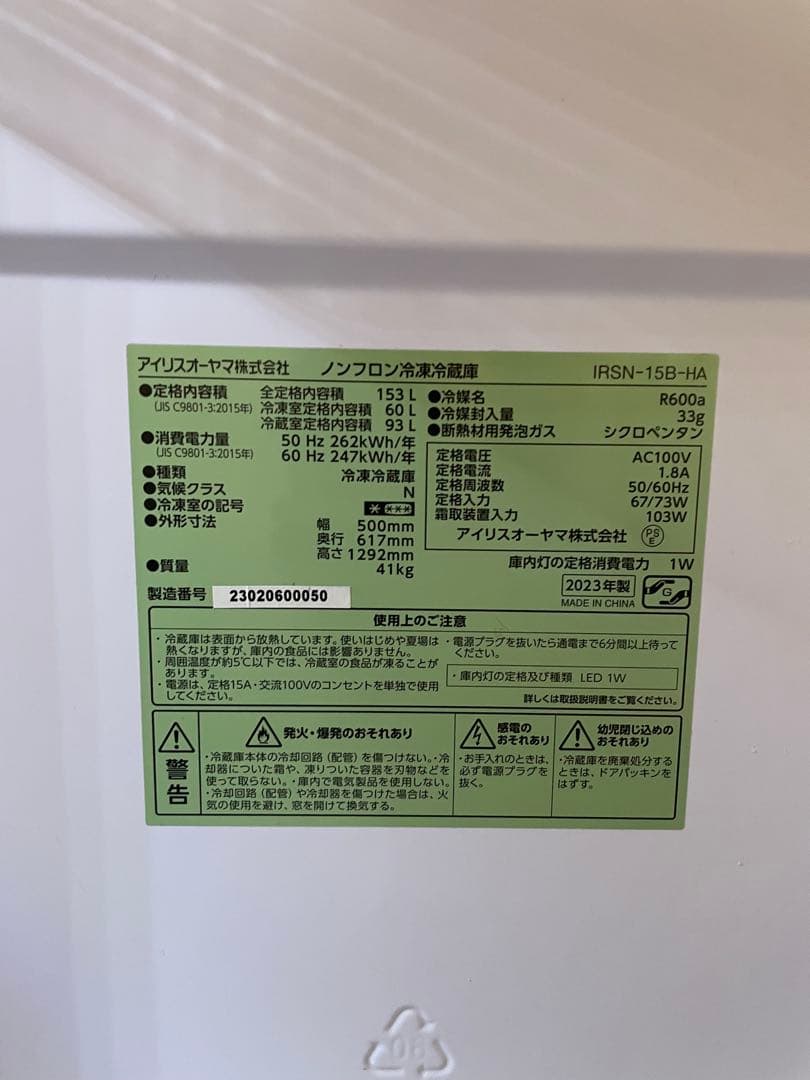 アイリスオーヤマ株式会社 ノンフロン冷凍冷蔵庫 IRSN-15B-HA
●定格内容積 全定格内容積 153 L
(JIS C9801-3:2015年) 冷凍室定格内容積 60 L
冷蔵室定格内容積 93 L
●消費電力量 50 Hz 262kWh/年
(JIS C9801-3:2015年) 60 Hz 247kWh/年
●種類 冷凍冷蔵庫
●気候クラス N
●冷凍室の記号 * ***
●外形寸法 幅 500mm
奥行 617mm
高さ 1292mm
●質量 41kg
製造番号 23020600050
●冷媒名 R600a
●冷媒封入量 33g
●断熱材用発泡ガス シクロペンタン
定格電圧 AC100V
定格電流 1.8A
定格周波数 50/60Hz
定格入力 67/73W
霜取装置入力 103W
アイリスオーヤマ株式会社 PSE
庫内灯の定格消費電力 1W
2023年製
MADE IN CHINA
G
使用上のご注意
・冷蔵庫は表面から放熱しています。使いはじめや夏場は
熱くなりますが、庫内の食品には影響ありません。
・周囲温度が約5℃以下では、冷蔵室の食品が凍ることが
あります。
・電源は、定格15A・交流100Vのコンセントを単独で使用
してください。
・電源プラグを抜いたら通電まで6分間以上待って
ください。
・庫内灯の定格及び種類 LED 1W
詳しくは取扱説明書をご覧ください。
警告
発火・爆発のおそれあり
・冷蔵庫本体の冷却回路（配管）を傷つけない。・冷
却器についた霜や、凍りついた容器を刃物などを
使って取らない。・庫内で電気製品を使用しない。
・冷却回路（配管）や冷却器を傷つけた場合は、火
気の使用を避け、窓を開けて換気する。
感電の
おそれあり
・お手入れのときは、
必ず電源プラグを
抜く。
幼児閉じ込めの
おそれあり
・冷蔵庫を廃棄処分する
ときは、ドアパッキンを
はずす。